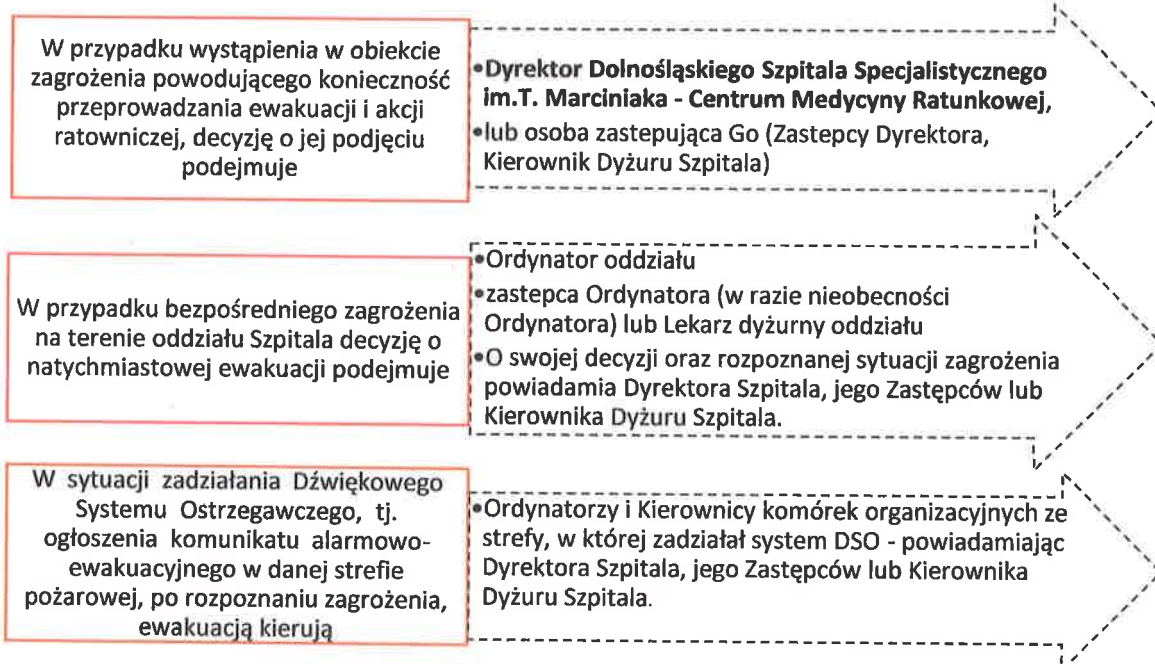 W przypadku wystąpienia w obiekcie
zagrożenia powodującego konieczność
przeprowadzania ewakuacji i akcji
ratowniczej, decyzję o jej podjęciu
podejmuje
•Dyrektor Dolnośląskiego Szpitala Specjalistycznego
im.T. Marciniaka - Centrum Medycyny Ratunkowej,
•lub osoba zastepująca Go (Zastepcy Dyrektora,
Kierownik Dyżuru Szpitala)
W przypadku bezpośredniego zagrożenia
na terenie oddziału Szpitala decyzję o
natychmiastowej ewakuacji podejmuje
•Ordynator oddziału
•zastepca Ordynatora (w razie nieobecności
Ordynatora) lub Lekarz dyżurny oddziału
•O swojej decyzji oraz rozpoznanej sytuacji zagrożenia
powiadamia Dyrektora Szpitala, jego Zastępców lub
Kierownika Dyżuru Szpitala.
W sytuacji zadziałania Dźwiękowego
Systemu Ostrzegawczego, tj.
ogłoszenia komunikatu alarmowo-
ewakuacyjnego w danej strefie
pożarowej, po rozpoznaniu zagrożenia,
ewakuacją kierują
•Ordynatorzy i Kierownicy komórek organizacyjnych ze
strefy, w której zadziałał system DSO - powiadamiając
Dyrektora Szpitala, jego Zastępców lub Kierownika
Dyżuru Szpitala.